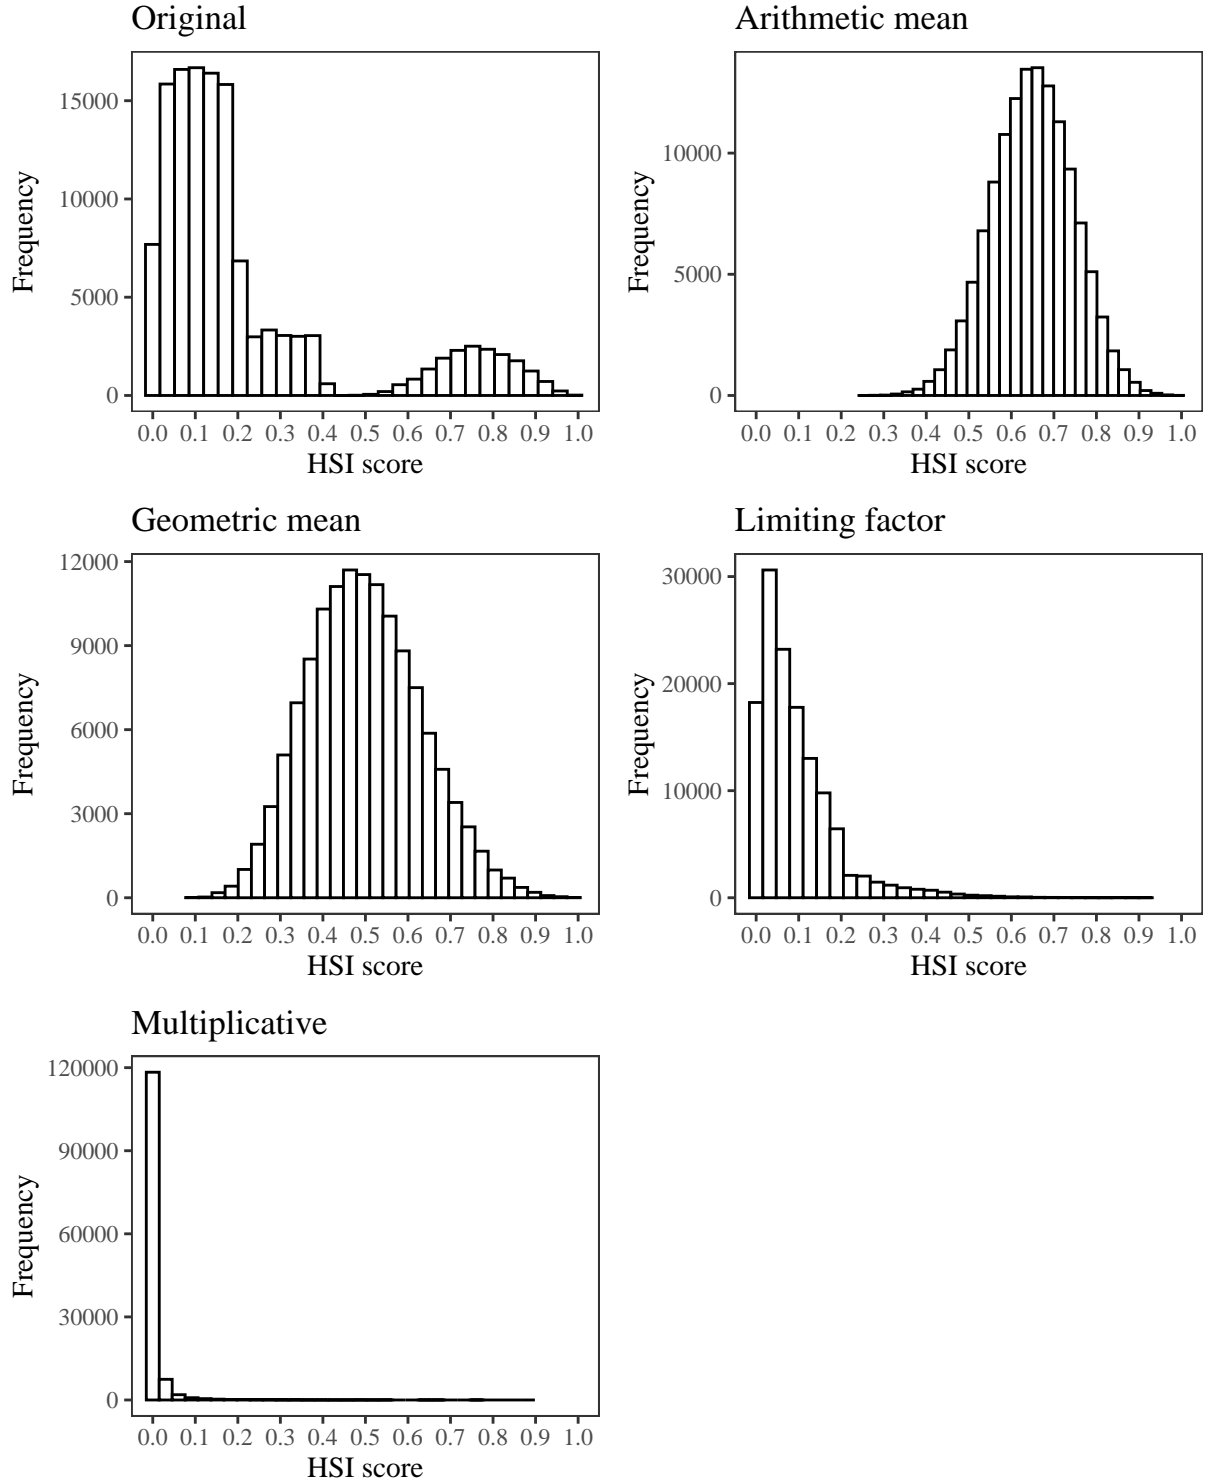 Original
15000
10000
5000
0
Frequency
0.0 0.1 0.2 0.3 0.4 0.5 0.6 0.7 0.8 0.9 1.0
HSI score
Arithmetic mean
10000
5000
0
Frequency
0.0 0.1 0.2 0.3 0.4 0.5 0.6 0.7 0.8 0.9 1.0
HSI score
Geometric mean
12000
9000
6000
3000
0
Frequency
0.0 0.1 0.2 0.3 0.4 0.5 0.6 0.7 0.8 0.9 1.0
HSI score
Limiting factor
30000
20000
10000
0
Frequency
0.0 0.1 0.2 0.3 0.4 0.5 0.6 0.7 0.8 0.9 1.0
HSI score
Multiplicative
120000
90000
60000
30000
0
Frequency
0.0 0.1 0.2 0.3 0.4 0.5 0.6 0.7 0.8 0.9 1.0
HSI score